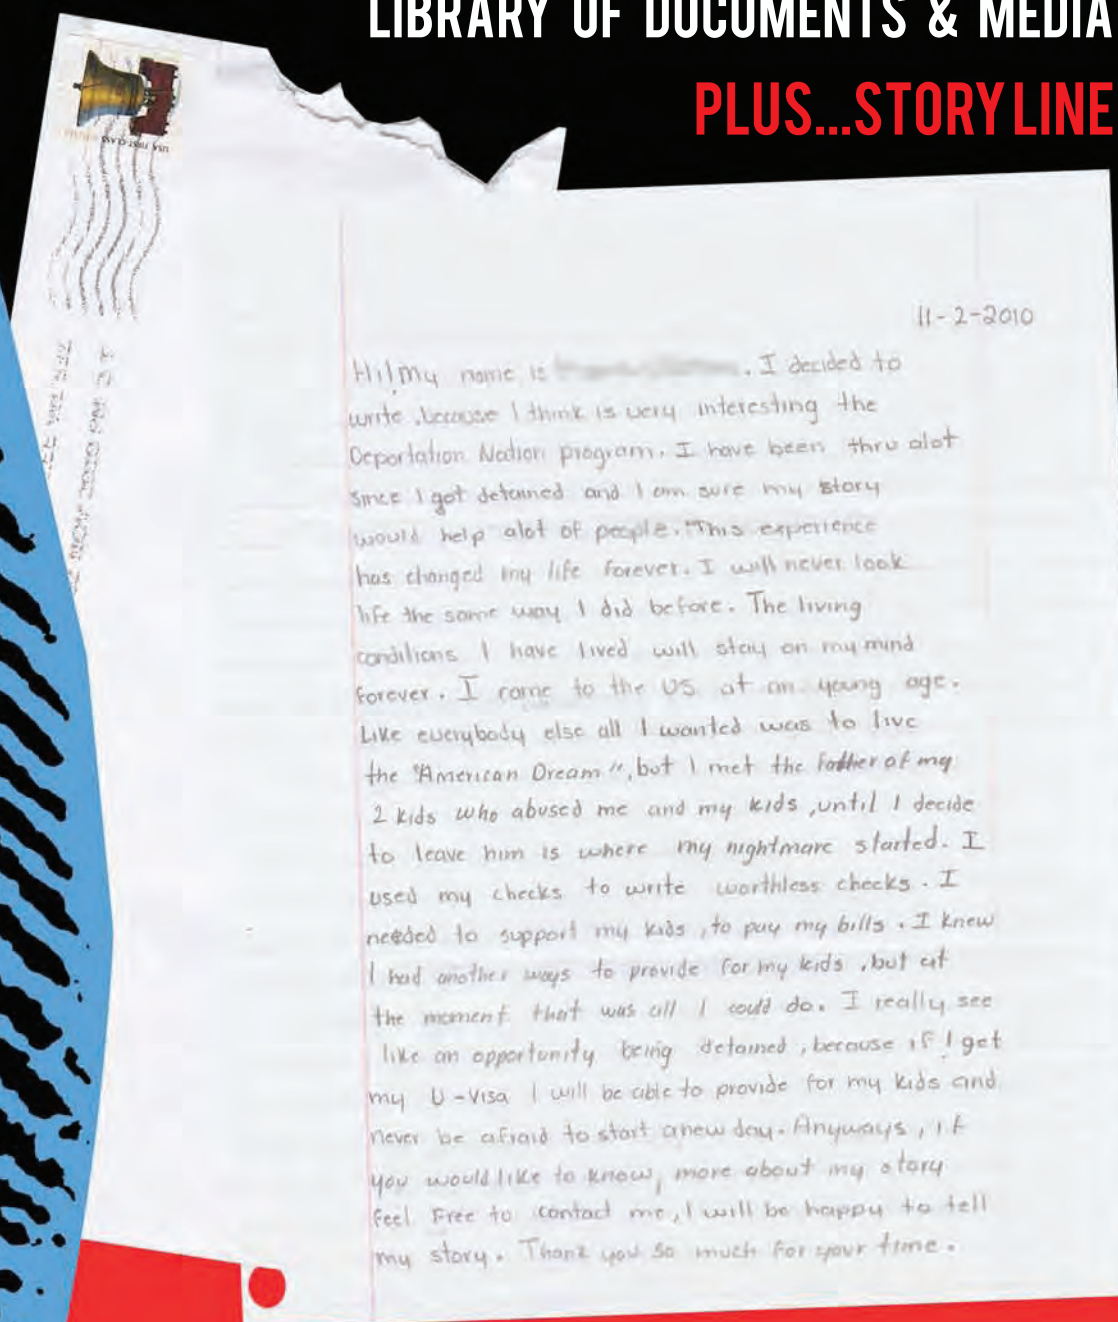 LIBRARY OF DOCUMENTS & MEDIA
PLUS...STORYLINE
USA FIRST-CLASS
11-2-2010
Hi! My name is . I decided to
write, because I think is very interesting the
Deportation Nation program. I have been thru alot
since I got detained and I am sure my story
would help alot of people. This experience
has changed my life forever. I will never look
life the same way I did before. The living
conditions I have lived will stay on my mind
forever. I came to the US at an young age.
Like everybody else all I wanted was to live
the "American Dream", but I met the father of my
2 kids who abused me and my kids, until I decide
to leave him is where my nightmare started. I
used my checks to write worthless checks. I
needed to support my kids, to pay my bills. I knew
I had another ways to provide for my kids, but at
the moment that was all I could do. I really see
like an opportunity being detained, because if I get
my U-Visa I will be able to provide for my kids and
never be afraid to start a new day. Anyways, if
you would like to know, more about my story
feel free to contact me, I will be happy to tell
my story. Thank you so much for your time.